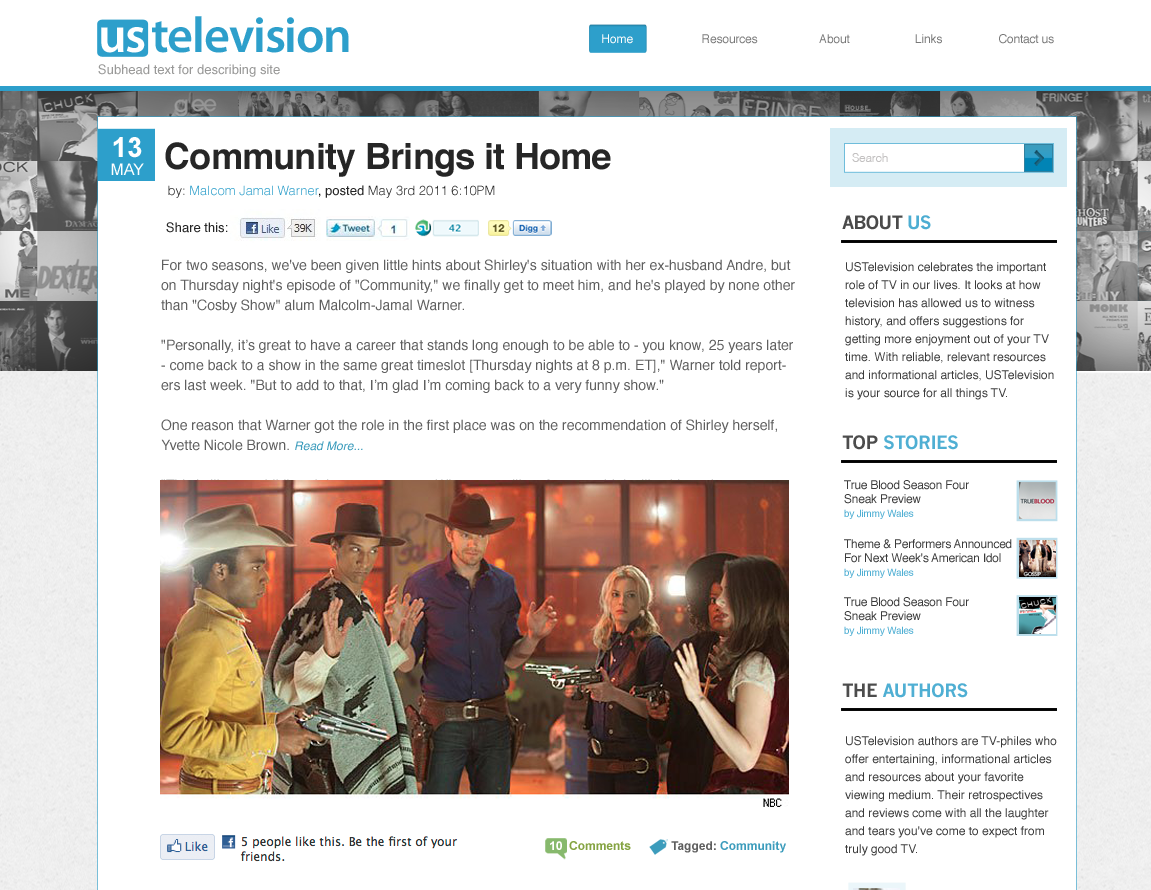 ustelevision
Subhead text for describing site
Home
Resources
About
Links
Contact us
CHUCK
glee
FRINGE
HOUSE
FRINGE
DEXTER
ME
MONK
13
MAY
Community Brings it Home
by: Malcom Jamal Warner, posted May 3rd 2011 6:10PM
Share this:
Like
39K
Tweet
1
42
12
Digg
For two seasons, we've been given little hints about Shirley's situation with her ex-husband Andre, but
on Thursday night's episode of "Community," we finally get to meet him, and he's played by none other
than "Cosby Show" alum Malcolm-Jamal Warner.
"Personally, it’s great to have a career that stands long enough to be able to - you know, 25 years later
- come back to a show in the same great timeslot [Thursday nights at 8 p.m. ET]," Warner told report-
ers last week. "But to add to that, I’m glad I’m coming back to a very funny show."
One reason that Warner got the role in the first place was on the recommendation of Shirley herself,
Yvette Nicole Brown. Read More...
NBC
Like
5 people like this. Be the first of your
friends.
10 Comments
Tagged: Community
Search
ABOUT US
USTelevision celebrates the important
role of TV in our lives. It looks at how
television has allowed us to witness
history, and offers suggestions for
getting more enjoyment out of your TV
time. With reliable, relevant resources
and informational articles, USTelevision
is your source for all things TV.
TOP STORIES
True Blood Season Four
Sneak Preview
by Jimmy Wales
TRUEBLOOD
Theme & Performers Announced
For Next Week's American Idol
by Jimmy Wales
GOSSIP
True Blood Season Four
Sneak Preview
by Jimmy Wales
CHUCK
THE AUTHORS
USTelevision authors are TV-philes who
offer entertaining, informational articles
and resources about your favorite
viewing medium. Their retrospectives
and reviews come with all the laughter
and tears you've come to expect from
truly good TV.